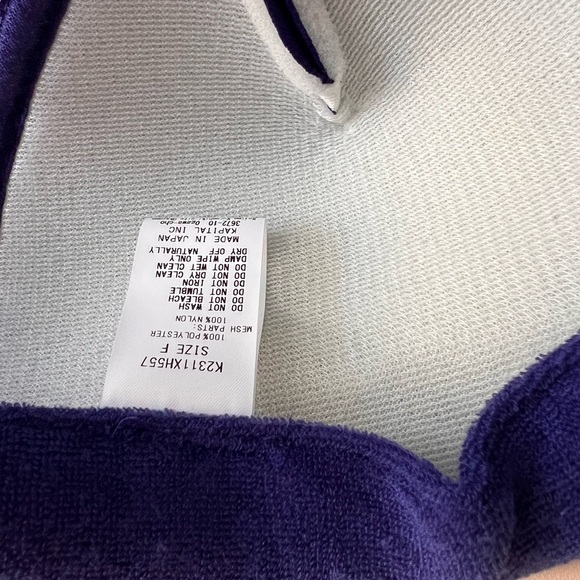 K2311XH557
SIZE F
100% POLYESTER
MESH PARTS:
100% NYLON
DO NOT WASH
DO NOT BLEACH
DO NOT TUMBLE
DO NOT IRON
DO NOT DRY CLEAN
DO NOT WET CLEAN
DAMP WIPE ONLY
DRY OFF NATURALLY
MADE IN JAPAN
KAPITAL INC
3672-10 Ogawa-cho